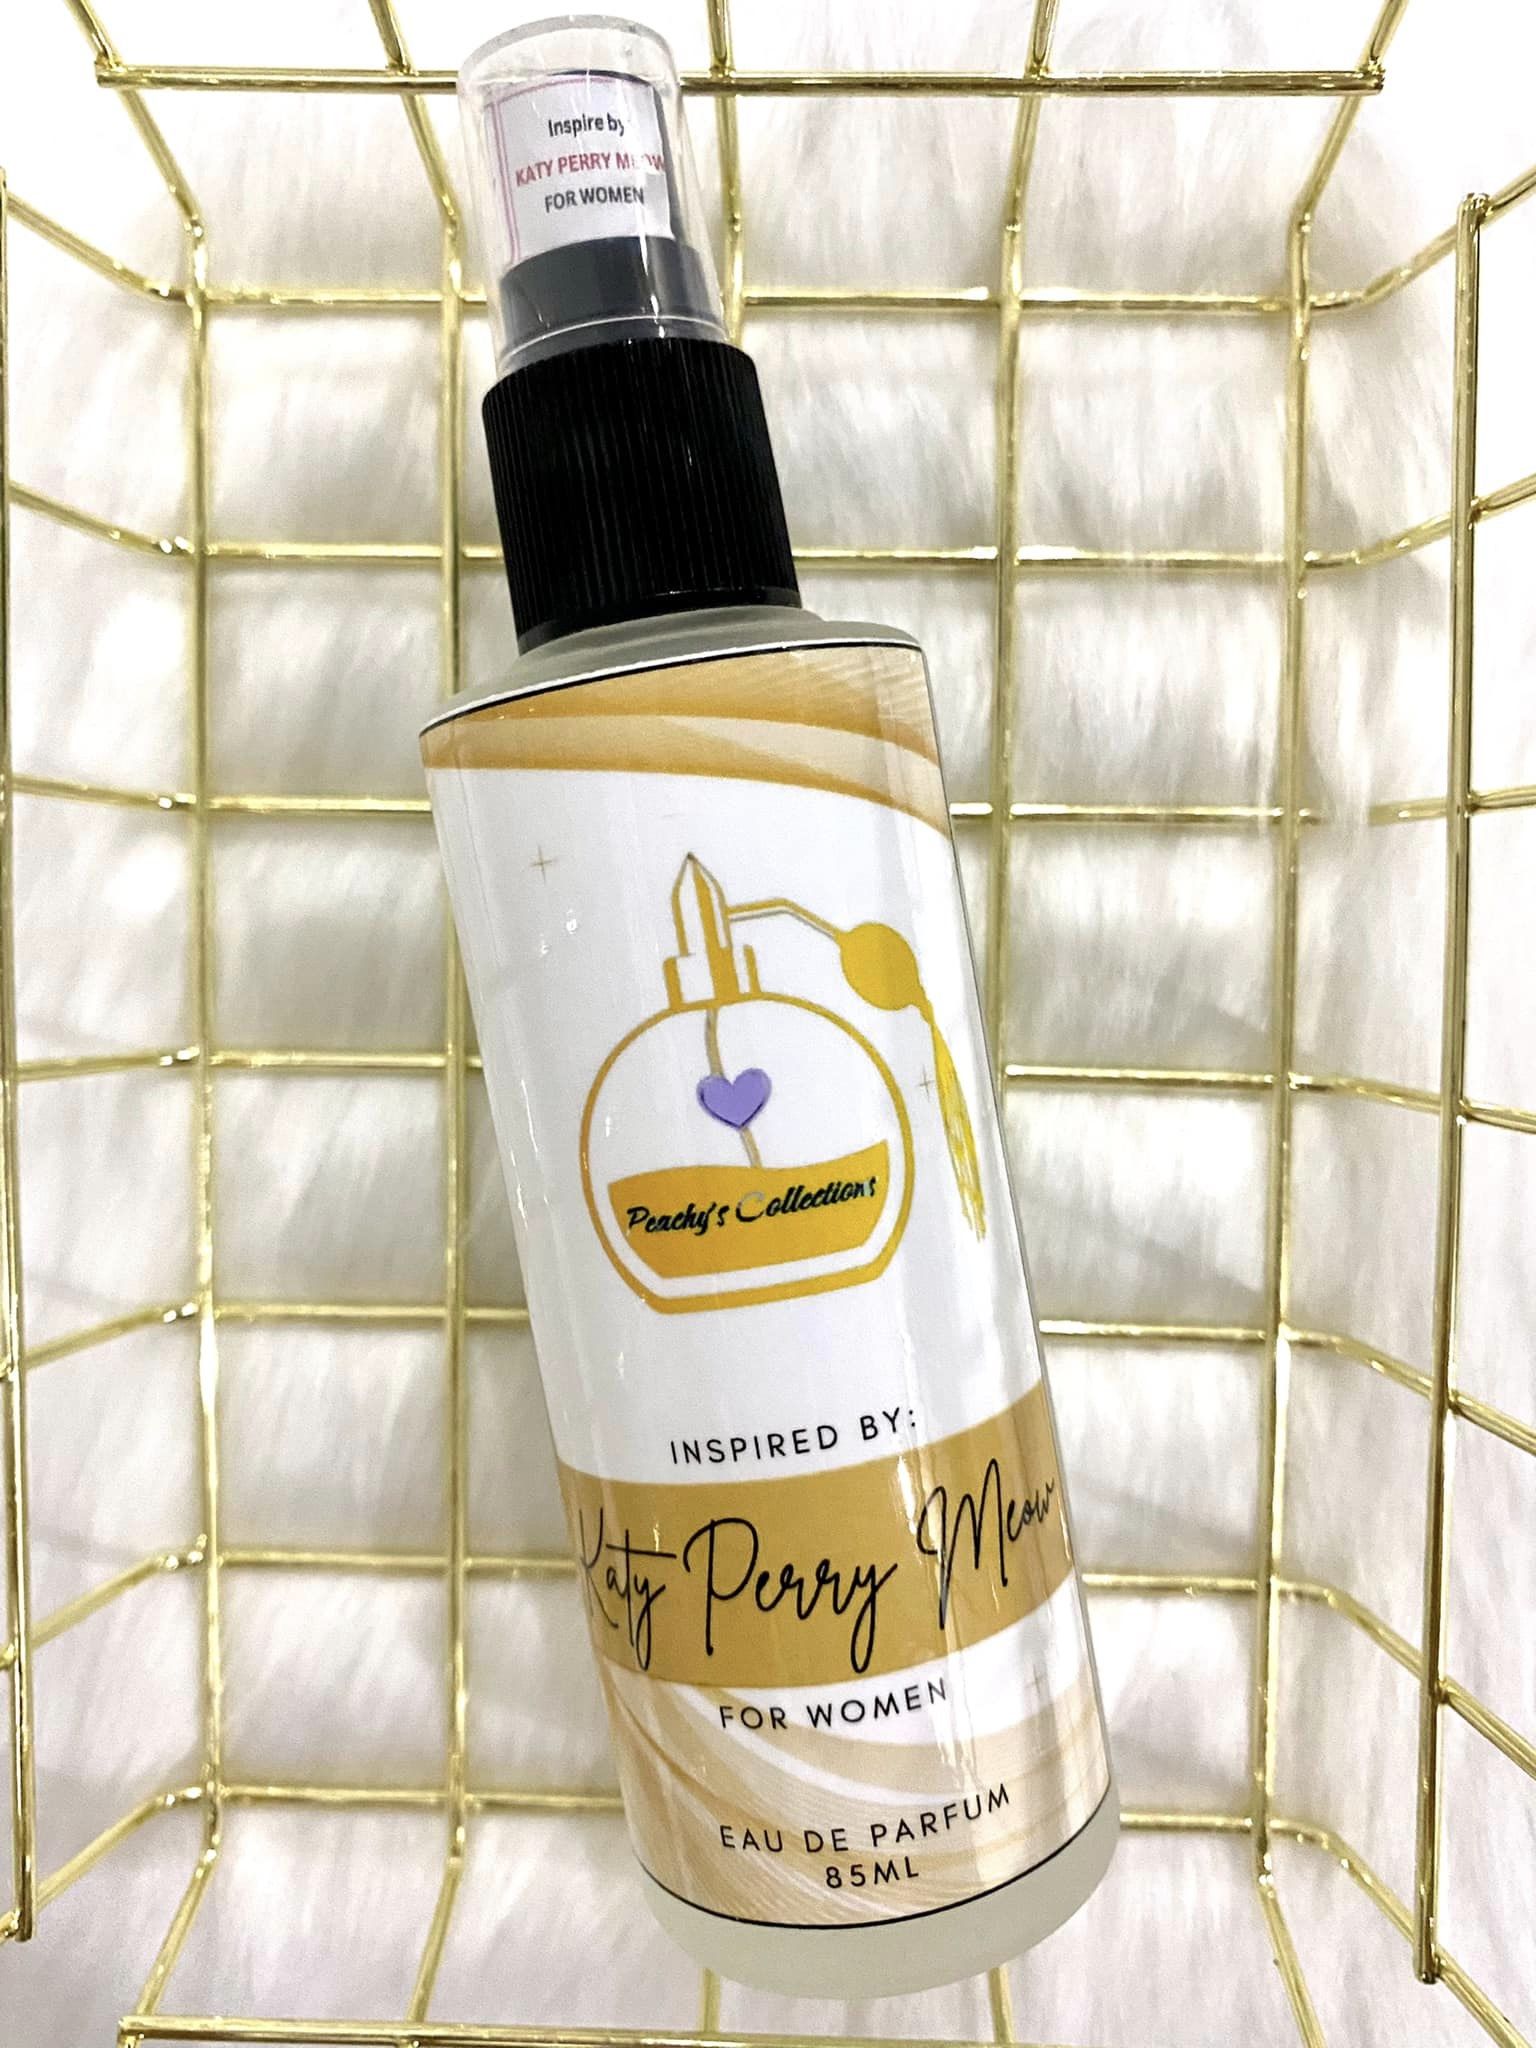 Inspire by
KATY PERRY MEOW
FOR WOMEN
Peachy's Collections
INSPIRED BY:
Katy Perry Meow
FOR WOMEN
EAU DE PARFUM
85ML